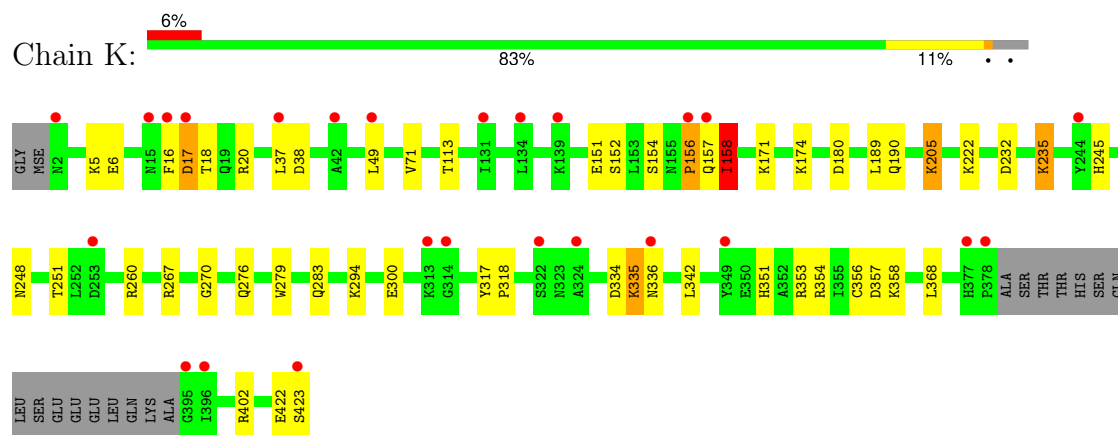 6%
Chain K:
83% 11% • •
GLY MSE N2 K5 E6 N15 F16 D17 T18 Q19 R20 L37 D38 A42 L49 V71 T113 I131 L134 K139 E151 S152 L153 S154 N155 P156 Q157 I158 K171 K174 D180 L189 Q190 K205 K222 D232 K235 Y244 H245
N248 T251 L252 D253 R260 R267 G270 Q276 W279 Q283 K294 E300 K313 G314 Y317 P318 S322 N323 A324 D334 K335 N336 L342 Y349 E350 H351 A352 R353 R354 I355 C356 D357 K358 L368 H377 P378 ALA SER THR THR HIS SER GLN
LEU SER GLU GLU GLU LEU GLN LYS ALA G395 I396 R402 E422 S423